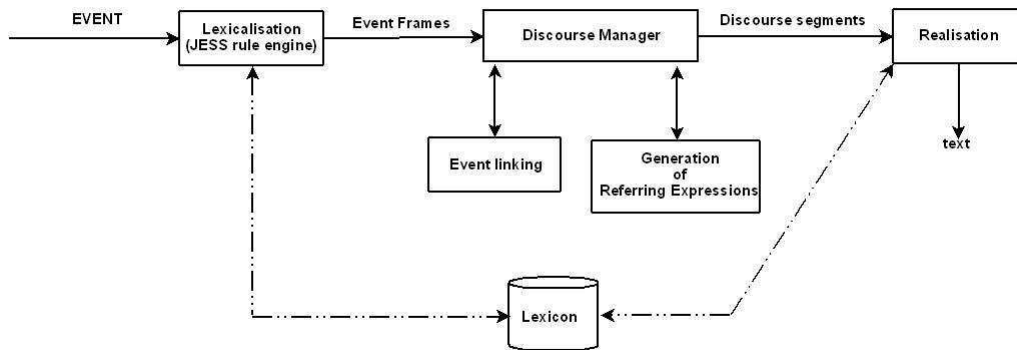 EVENT
Lexicalisation
(JESS rule engine)
Event Frames
Discourse Manager
Discourse segments
Realisation
Event linking
Generation
of
Referring Expressions
text
Lexicon